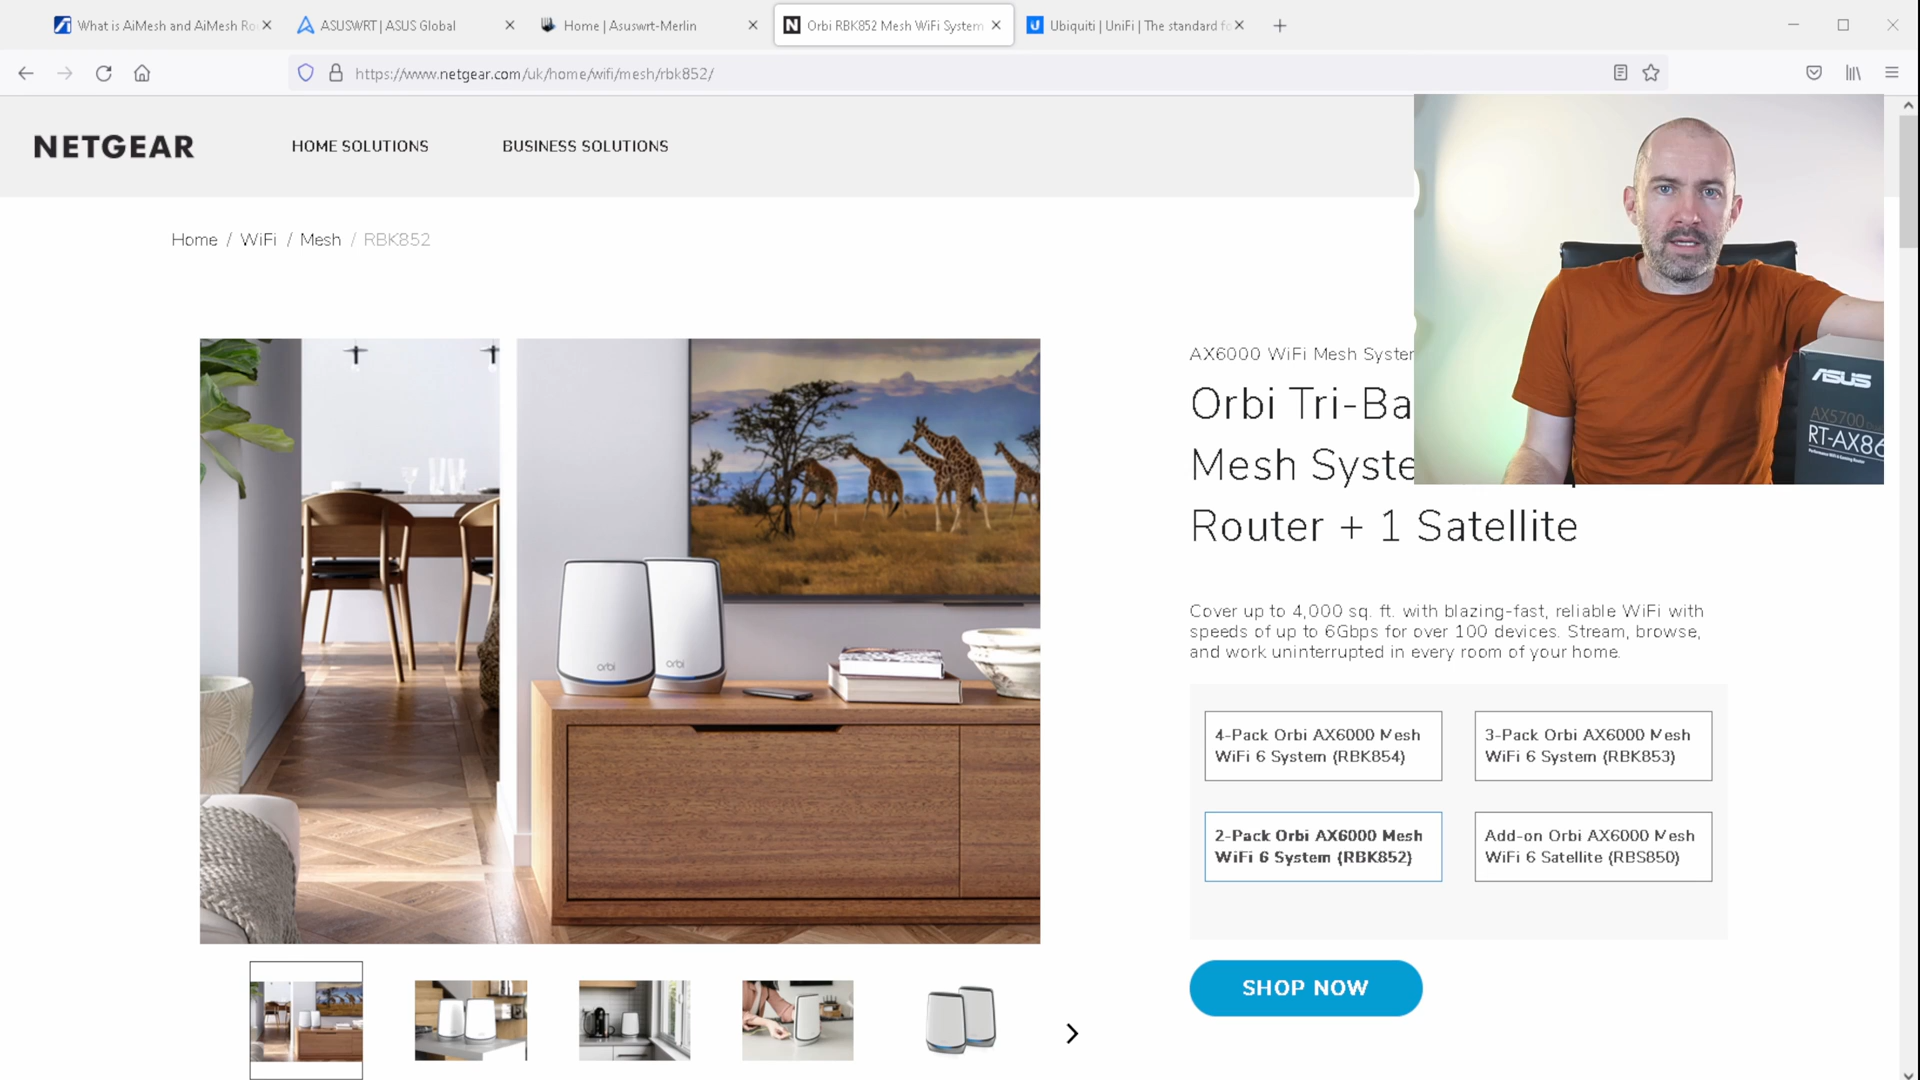 What is AiMesh and AiMesh Ro
ASUSWRT | ASUS Global
Home | Asuswrt-Merlin
Orbi RBK852 Mesh WiFi System
Ubiquiti | UniFi | The standard fo
https://www.netgear.com/uk/home/wifi/mesh/rbk852/
NETGEAR
HOME SOLUTIONS
BUSINESS SOLUTIONS
Home / WiFi / Mesh / RBK852
AX6000 WiFi Mesh System
Orbi Tri-Ba
Mesh Syste
Router + 1 Satellite
Cover up to 4,000 sq. ft. with blazing-fast, reliable WiFi with
speeds of up to 6Gbps for over 100 devices. Stream, browse,
and work uninterrupted in every room of your home.
4-Pack Orbi AX6000 Mesh
WiFi 6 System (RBK854)
3-Pack Orbi AX6000 Mesh
WiFi 6 System (RBK853)
2-Pack Orbi AX6000 Mesh
WiFi 6 System (RBK852)
Add-on Orbi AX6000 Mesh
WiFi 6 Satellite (RBS850)
SHOP NOW
orbi
orbi
ASUS
AX5700
RT-AX86